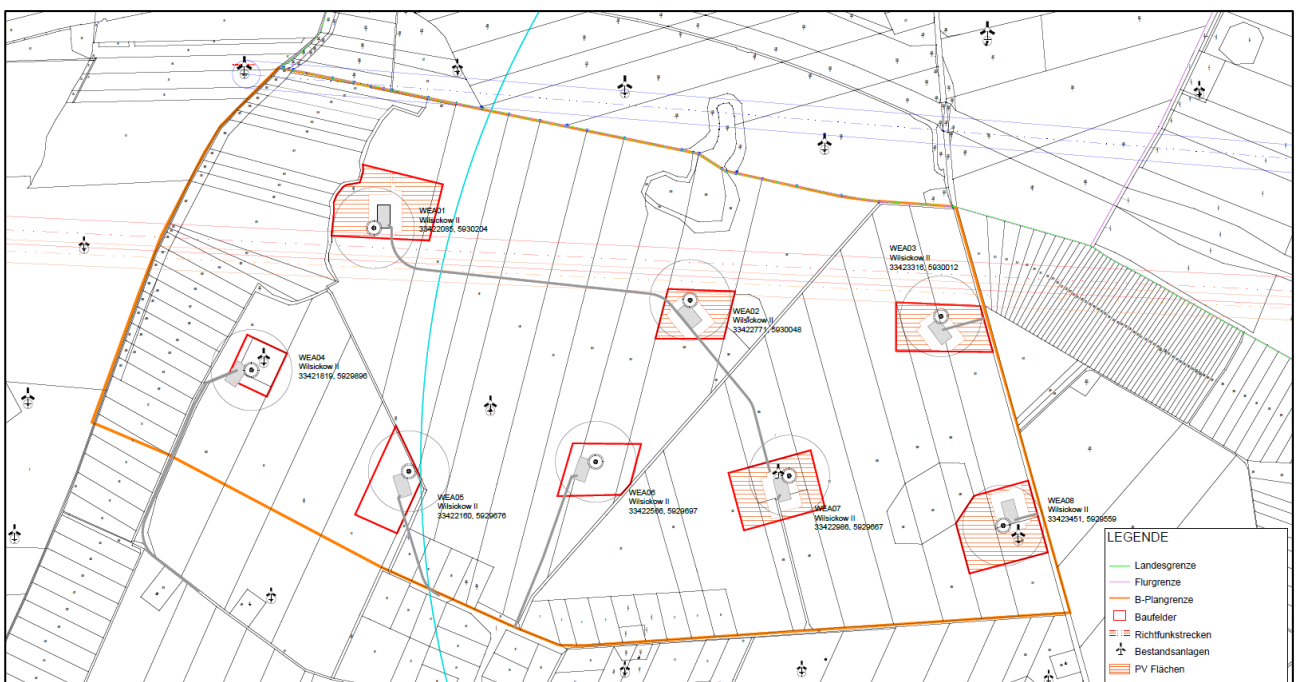 WEA01
Wilsickow II
33422085, 5930204
WEA02
Wilsickow II
33422771, 5930048
WEA03
Wilsickow II
33423316, 5930012
WEA04
Wilsickow II
33421819, 5929896
WEA05
Wilsickow II
33422160, 5929676
WEA06
Wilsickow II
33422566, 5929697
WEA07
Wilsickow II
33422986, 5929667
WEA08
Wilsickow II
33423451, 5929559
LEGENDE
Landesgrenze
Flurgrenze
B-Plangrenze
Baufelder
Richtfunkstrecken
Bestandsanlagen
PV Flächen